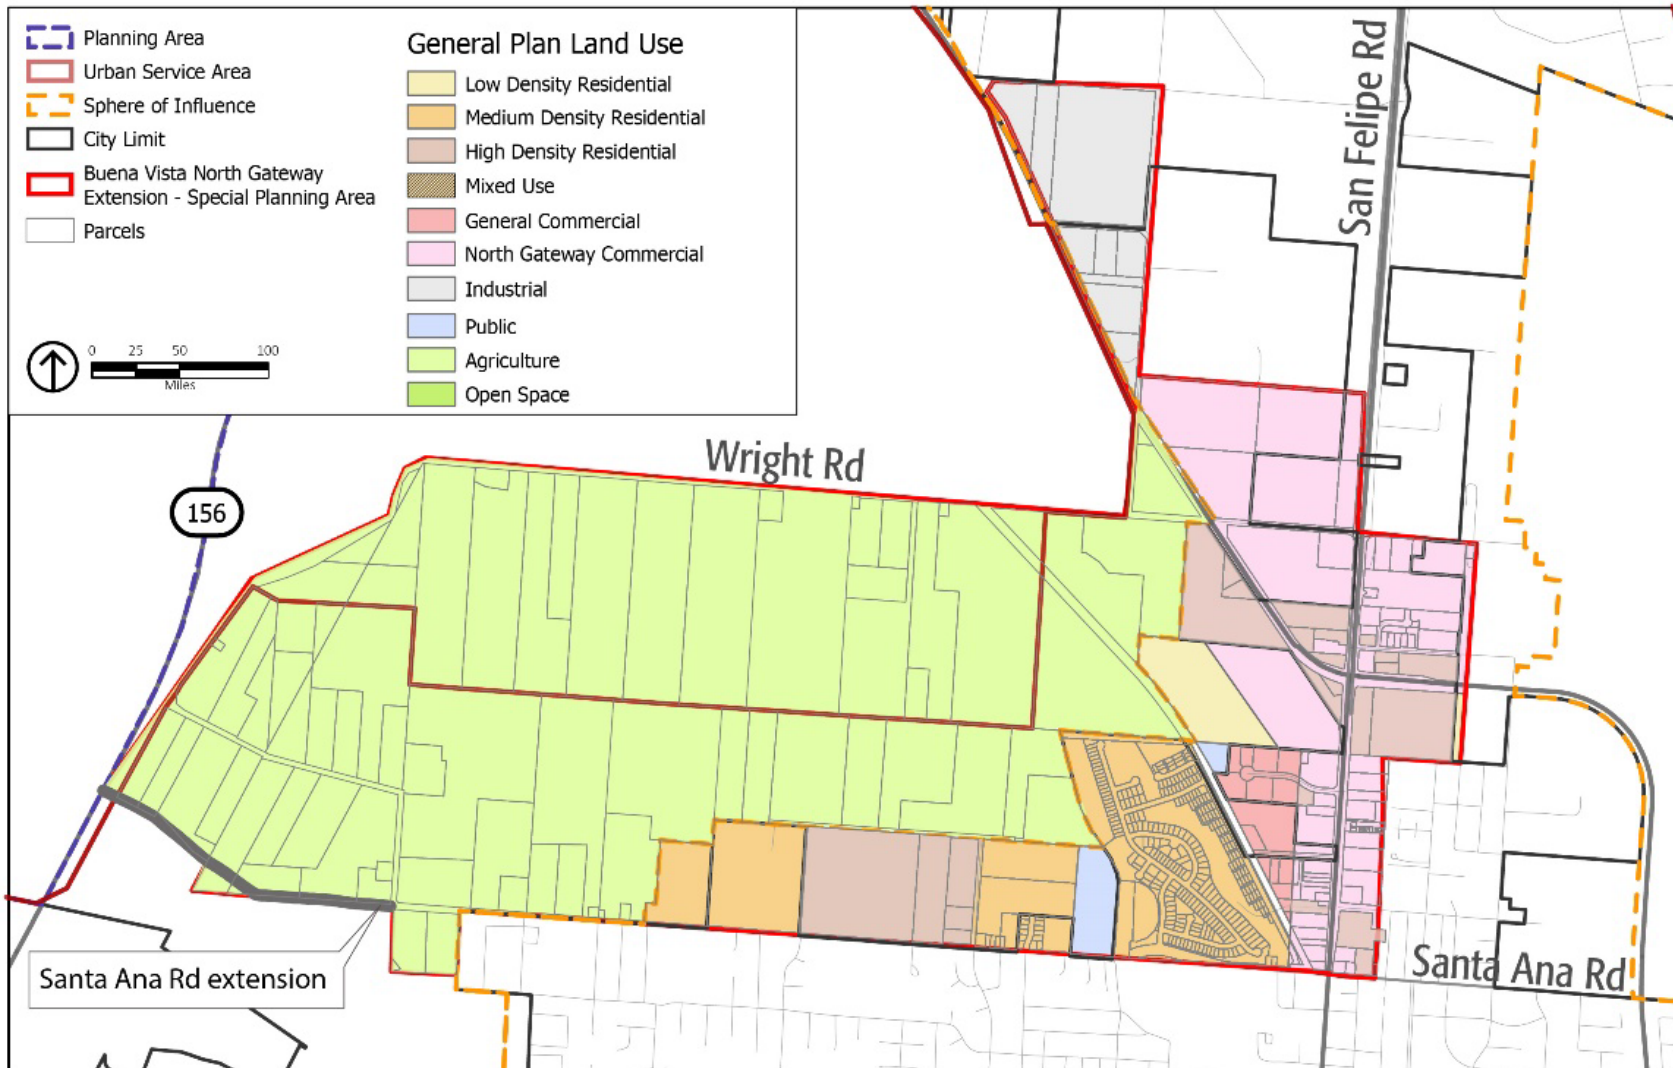 Planning Area
Urban Service Area
Sphere of Influence
City Limit
Buena Vista North Gateway
Extension - Special Planning Area
Parcels
0 25 50 100
Miles
General Plan Land Use
Low Density Residential
Medium Density Residential
High Density Residential
Mixed Use
General Commercial
North Gateway Commercial
Industrial
Public
Agriculture
Open Space
San Felipe Rd
Wright Rd
156
Santa Ana Rd extension
Santa Ana Rd